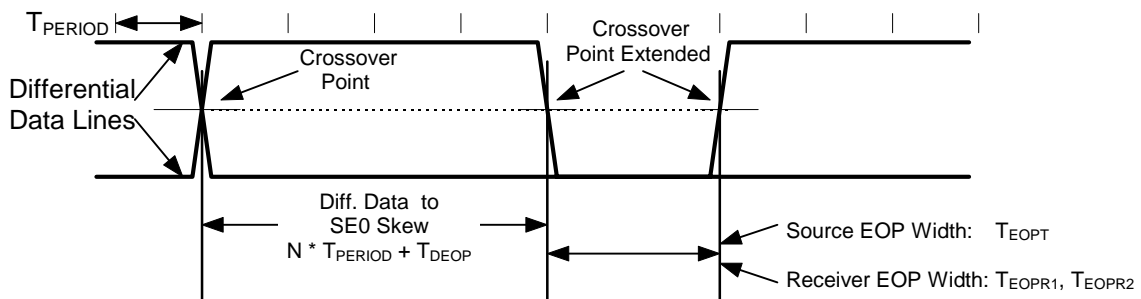 TPERIOD
Differential
Data Lines
Crossover
Point
Crossover
Point Extended
Diff. Data to
SE0 Skew
N * TPERIOD + TDEOP
Source EOP Width: TEOPT
Receiver EOP Width: TEOPR1, TEOPR2